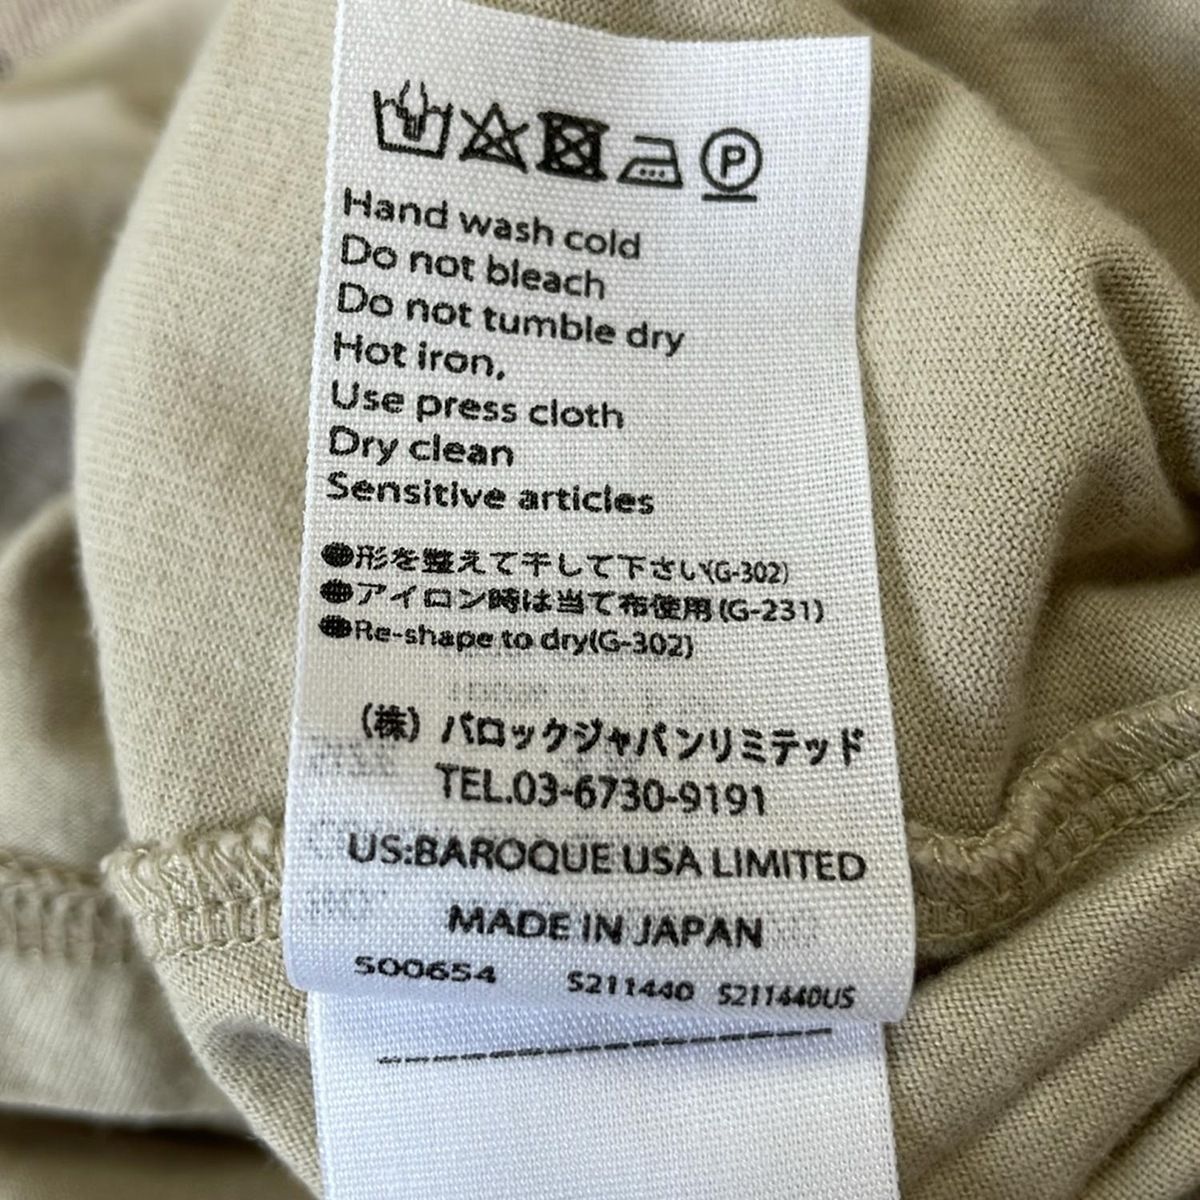 P
Hand wash cold
Do not bleach
Do not tumble dry
Hot iron,
Use press cloth
Dry clean
Sensitive articles
●形を整えて干して下さい(G-302)
●アイロン時は当て布使用(G-231)
●Re-shape to dry(G-302)
(株) バロックジャパンリミテッド
TEL.03-6730-9191
US:BAROQUE USA LIMITED
MADE IN JAPAN
500654 5211440 5211440US